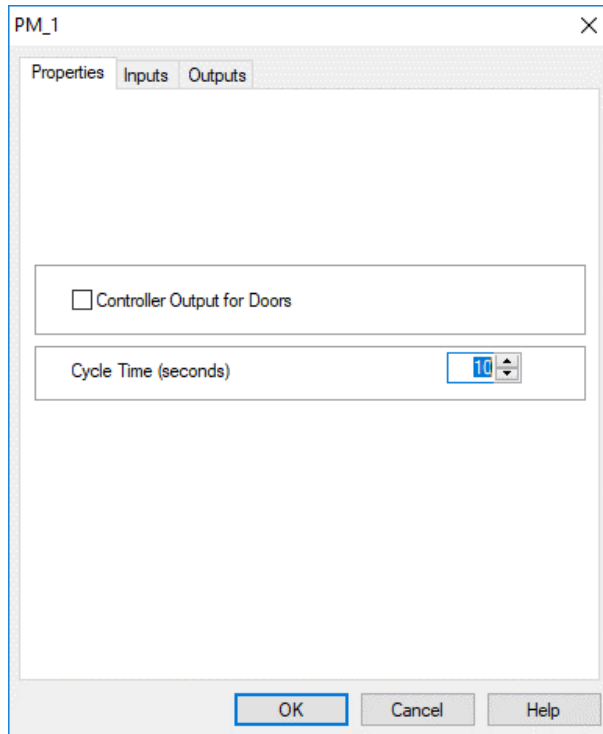 PM_1
Properties Inputs Outputs
Controller Output for Doors
Cycle Time (seconds) 10
OK Cancel Help